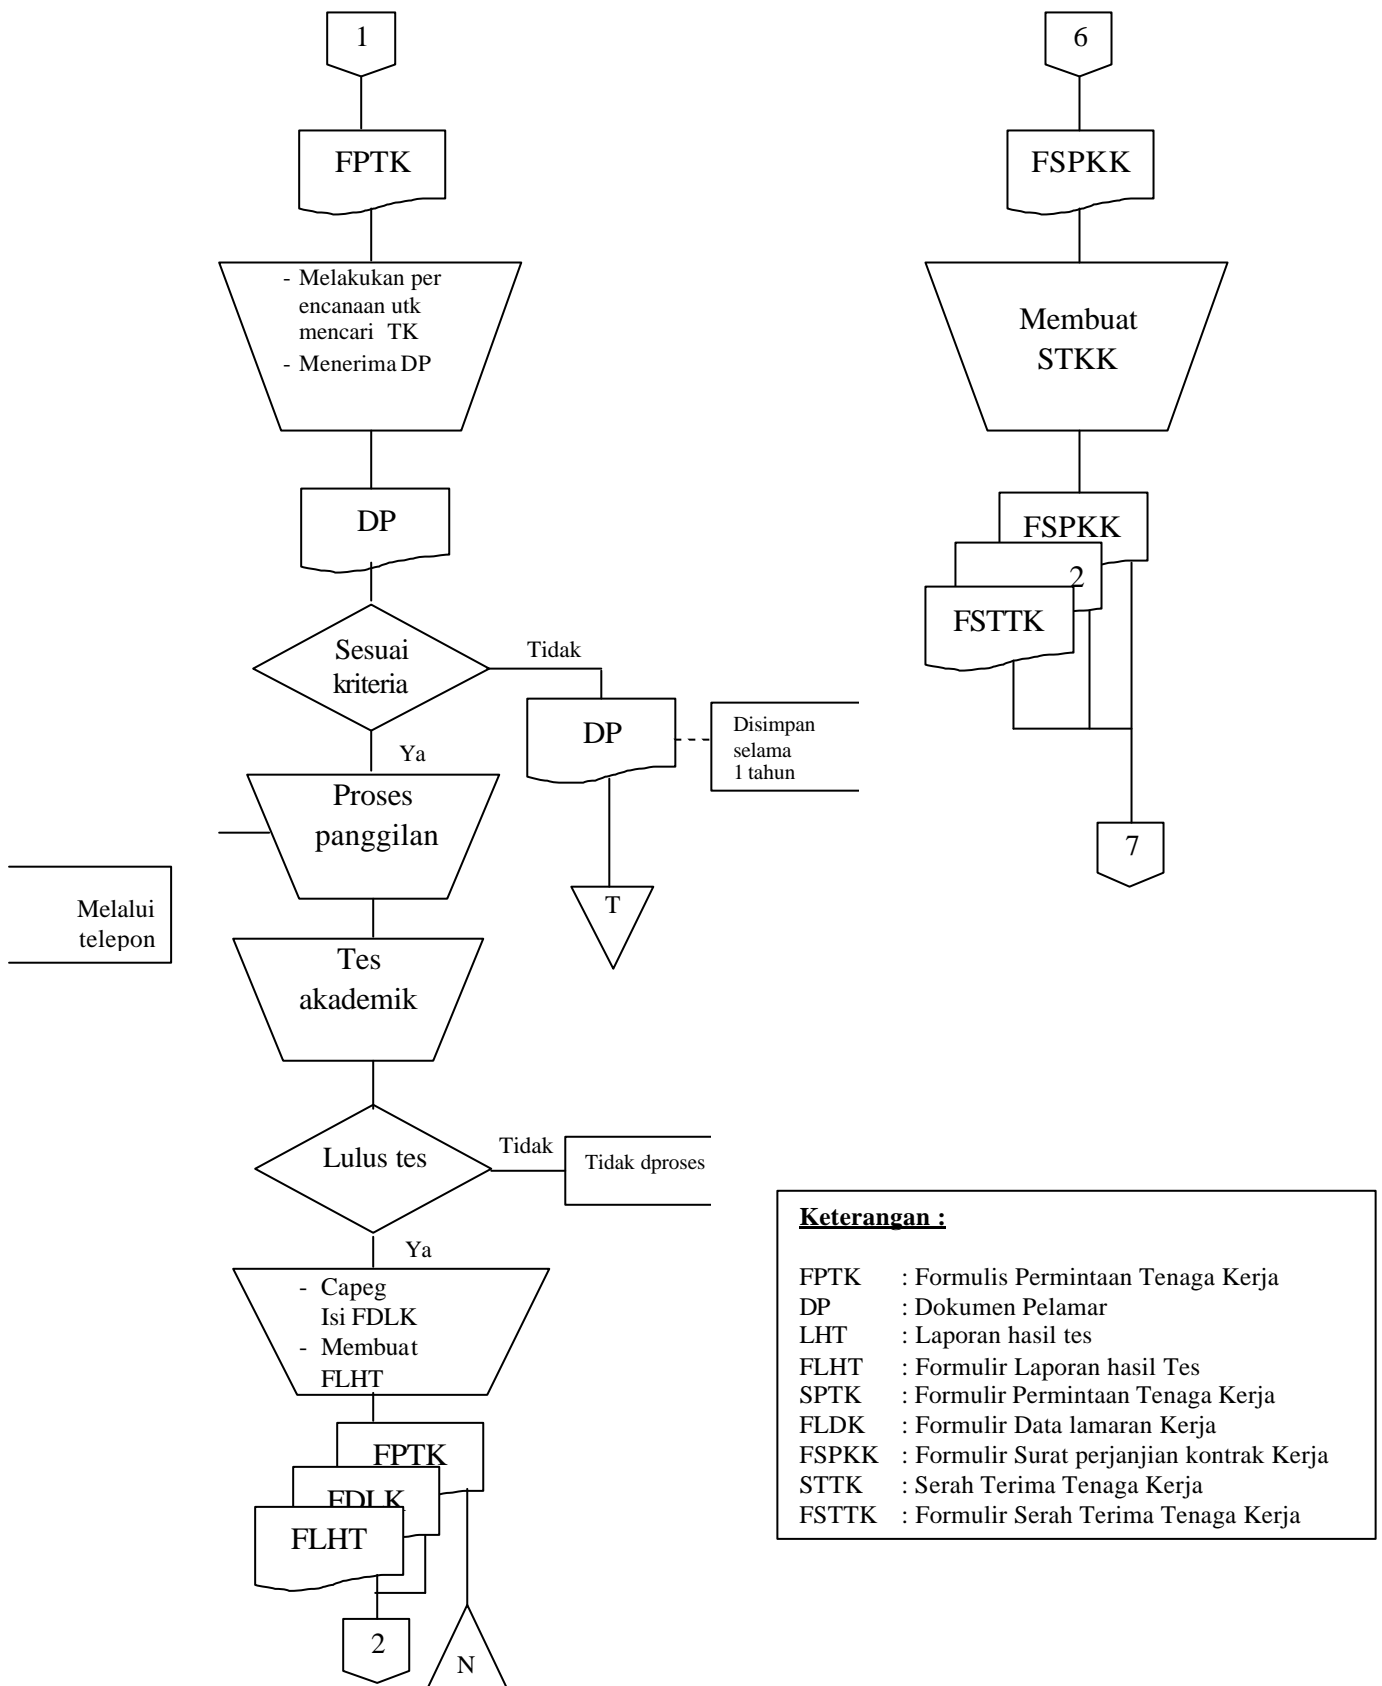 1
FPTK
- Melakukan per
encanaan utk
mencari TK
- Menerima DP
DP
Sesuai
kriteria
Tidak
DP
Disimpan
selama
1 tahun
Ya
Proses
panggilan
Melalui
telepon
T
Tes
akademik
Lulus tes
Tidak
Tidak dproses
Ya
- Capeg
Isi FDLK
- Membuat
FLHT
FPTK
FDLK
FLHT
2
N
6
FSPKK
Membuat
STKK
FSPKK
2
FSTTK
7
Keterangan :
FPTK : Formulis Permintaan Tenaga Kerja
DP : Dokumen Pelamar
LHT : Laporan hasil tes
FLHT : Formulir Laporan hasil Tes
SPTK : Formulir Permintaan Tenaga Kerja
FLDK : Formulir Data lamaran Kerja
FSPKK : Formulir Surat perjanjian kontrak Kerja
STTK : Serah Terima Tenaga Kerja
FSTTK : Formulir Serah Terima Tenaga Kerja